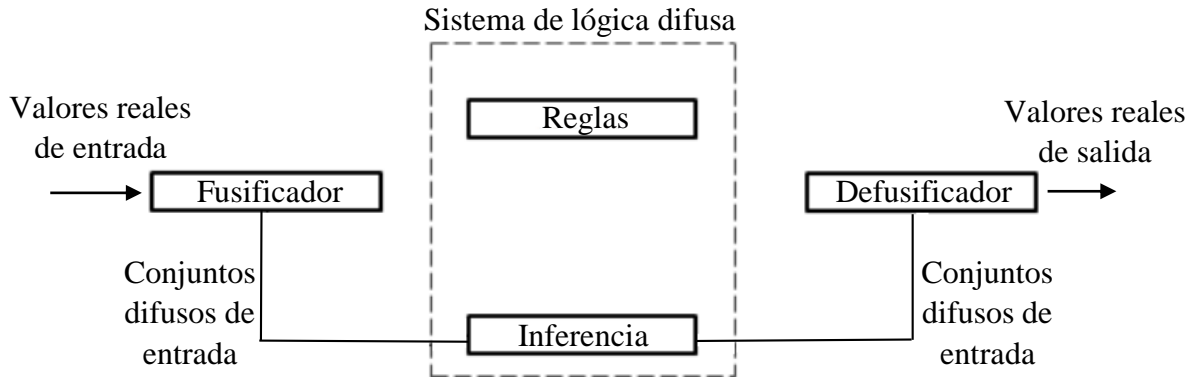 Sistema de lógica difusa
Valores reales
de entrada
Reglas
Valores reales
de salida
Fusificador
Defusificador
Conjuntos
difusos de
entrada
Inferencia
Conjuntos
difusos de
entrada